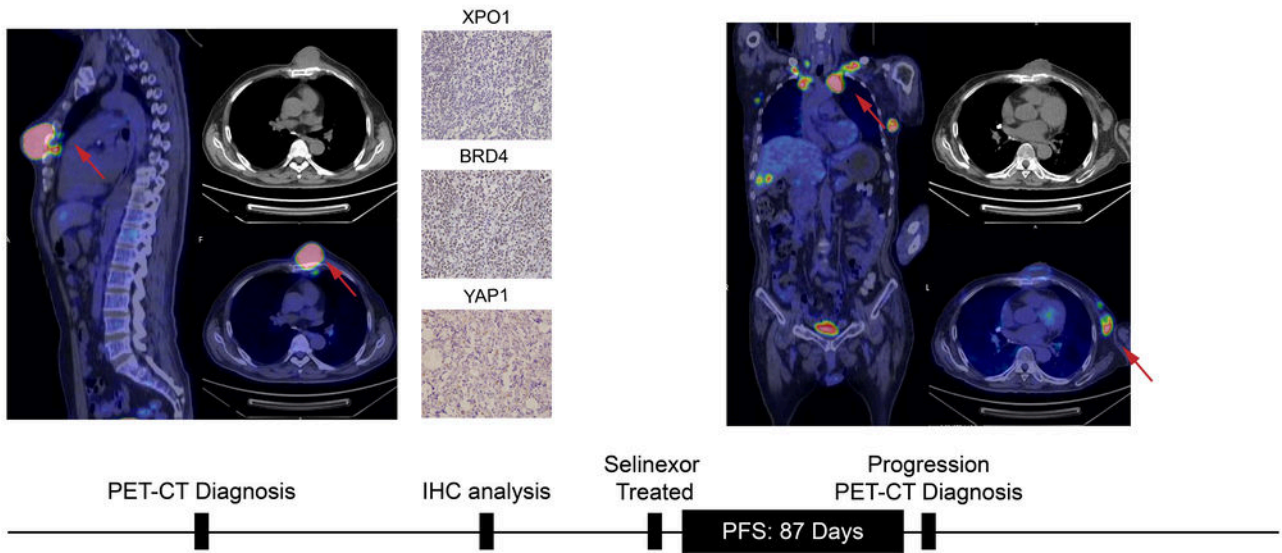 XPO1
BRD4
YAP1
PET-CT Diagnosis
IHC analysis
Selinexor
Treated
PFS: 87 Days
Progression
PET-CT Diagnosis